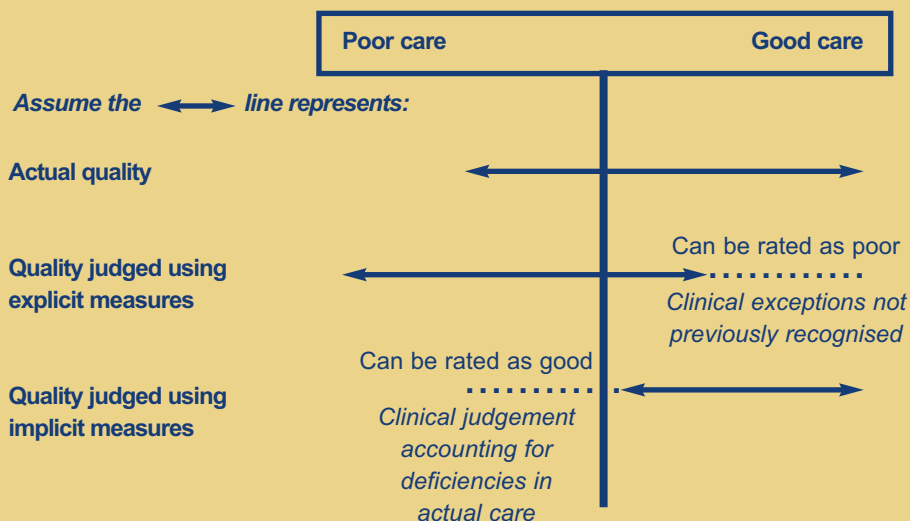 Poor care Good care
Assume the line represents:
Actual quality
Can be rated as poor
Quality judged using
explicit measures
Clinical exceptions not
previously recognised
Can be rated as good
Quality judged using
implicit measures
Clinical judgement
accounting for
deficiencies in
actual care